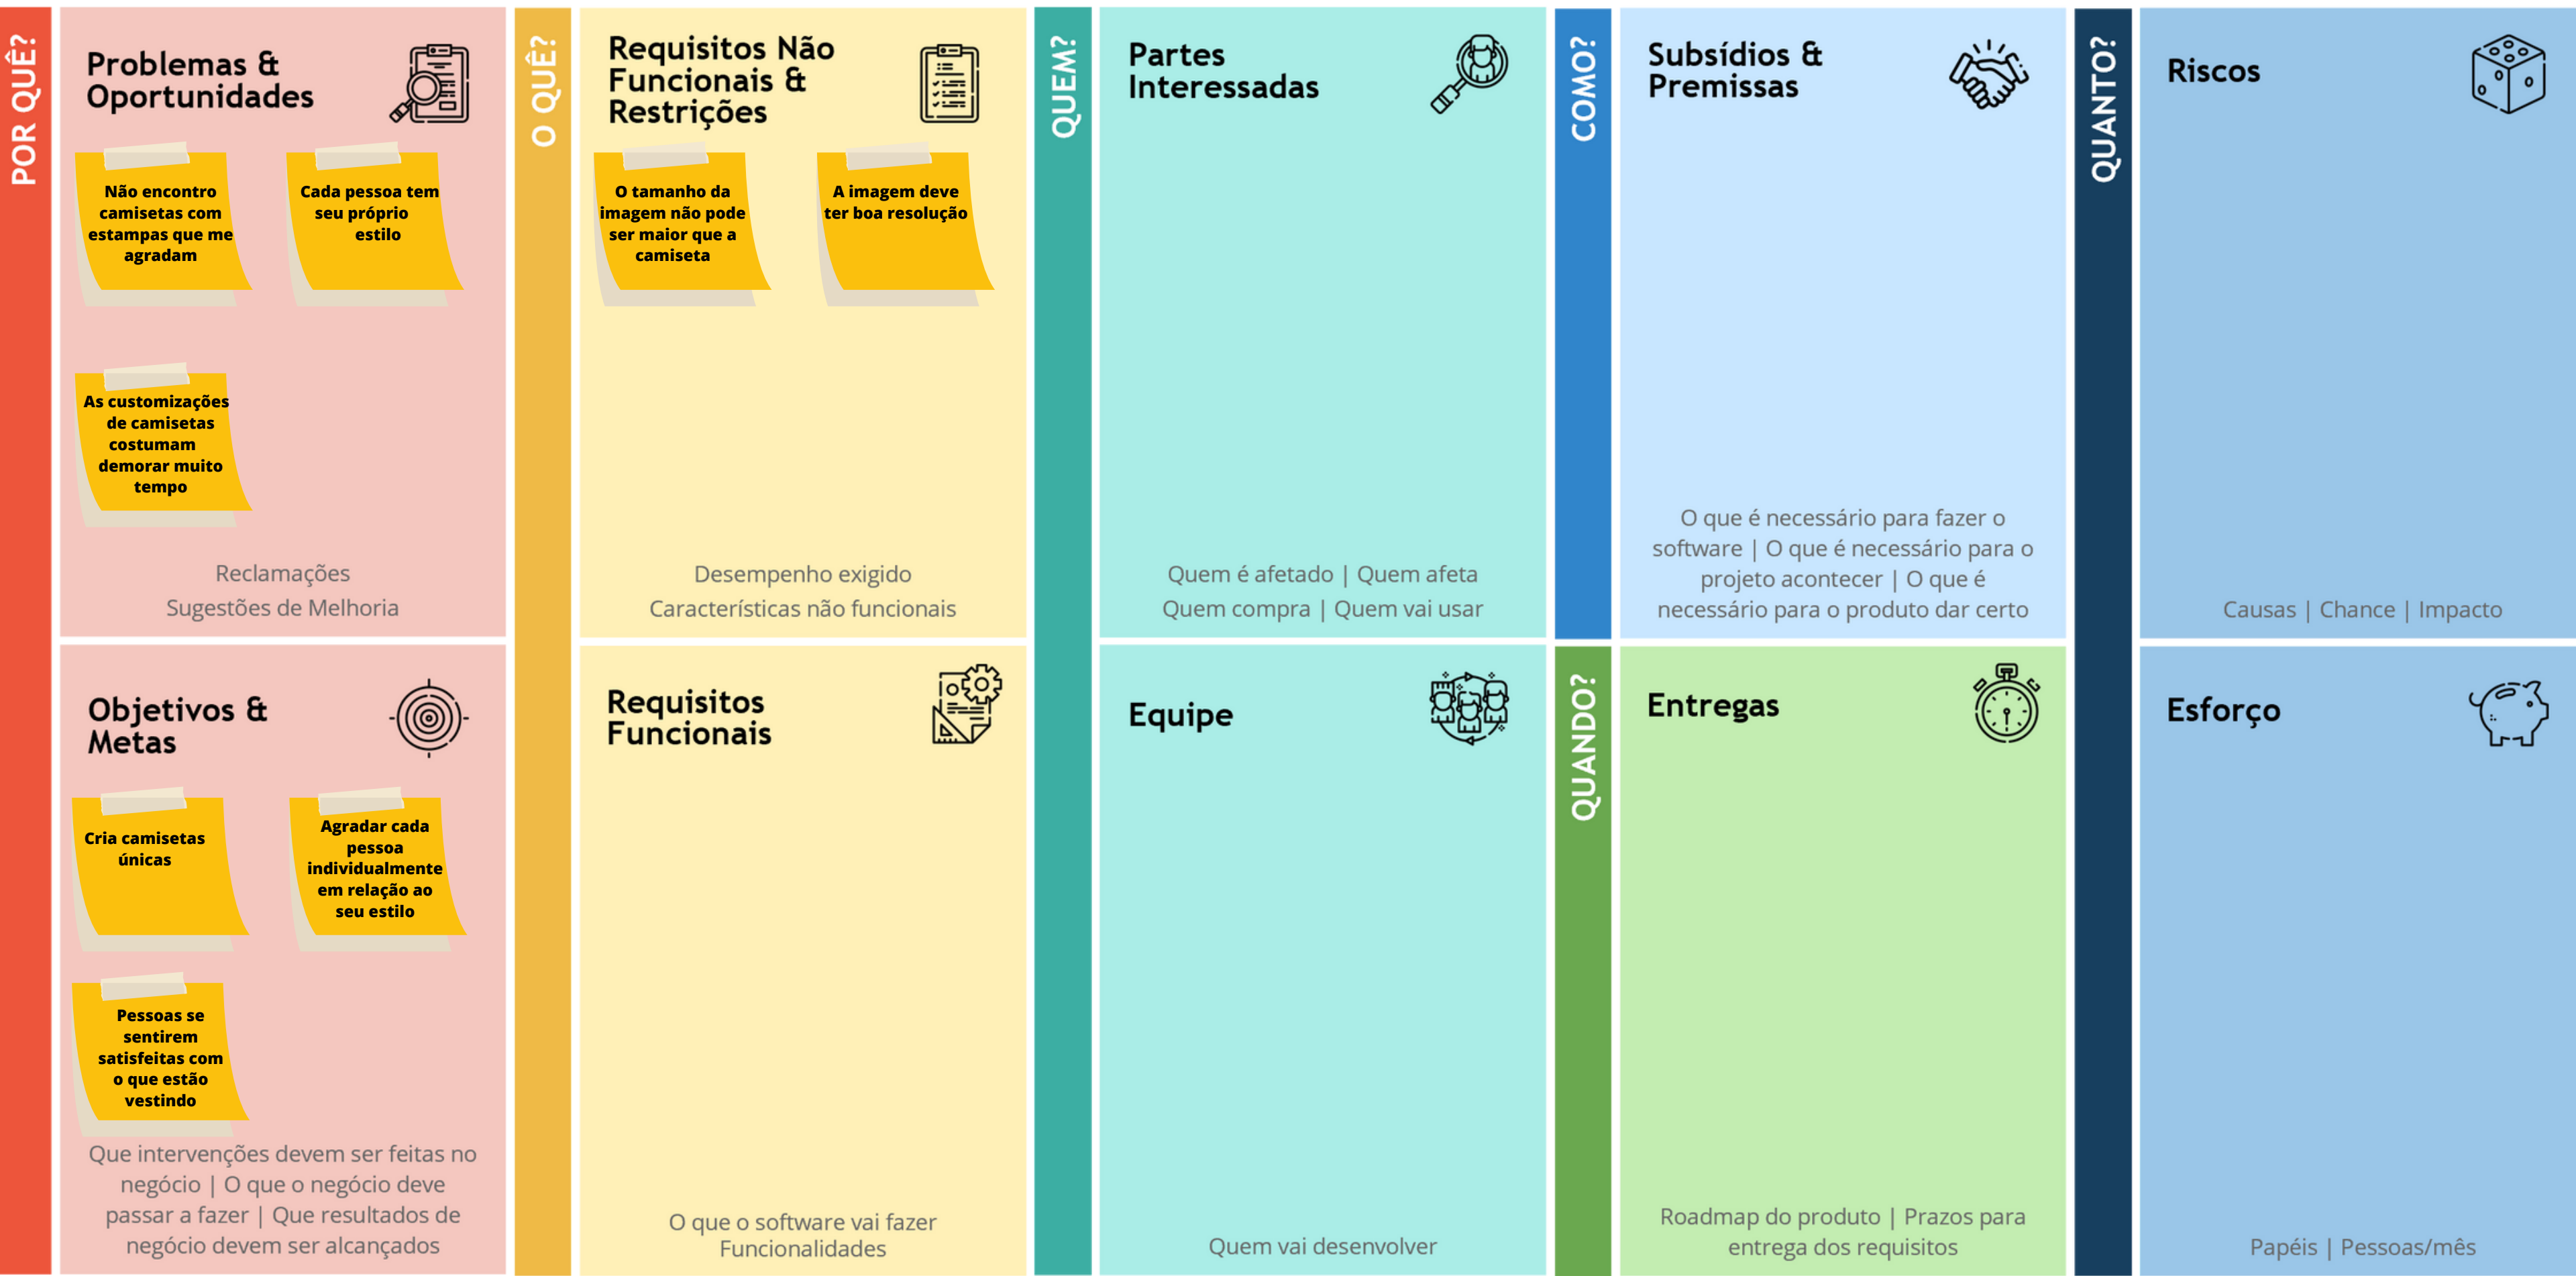 POR QUÊ?
Problemas &
Oportunidades
Não encontro
camisetas com
estampas que me
agradam
Cada pessoa tem
seu próprio
estilo
As customizações
de camisetas
costumam
demorar muito
tempo
Reclamações
Sugestões de Melhoria
Objetivos &
Metas
Cria camisetas
únicas
Agradar cada
pessoa
individualmente
em relação ao
seu estilo
Pessoas se
sentirem
satisfeitas com
o que estão
vestindo
Que intervenções devem ser feitas no
negócio | O que o negócio deve
passar a fazer | Que resultados de
negócio devem ser alcançados
O QUÊ?
Requisitos Não
Funcionais &
Restrições
O tamanho da
imagem não pode
ser maior que a
camiseta
A imagem deve
ter boa resolução
Desempenho exigido
Características não funcionais
Requisitos
Funcionais
O que o software vai fazer
Funcionalidades
QUEM?
Partes
Interessadas
Quem é afetado | Quem afeta
Quem compra | Quem vai usar
Equipe
Quem vai desenvolver
COMO?
Subsídios &
Premissas
O que é necessário para fazer o
software | O que é necessário para o
projeto acontecer | O que é
necessário para o produto dar certo
QUANDO?
Entregas
Roadmap do produto | Prazos para
entrega dos requisitos
QUANTO?
Riscos
Causas | Chance | Impacto
Esforço
Papéis | Pessoas/mês